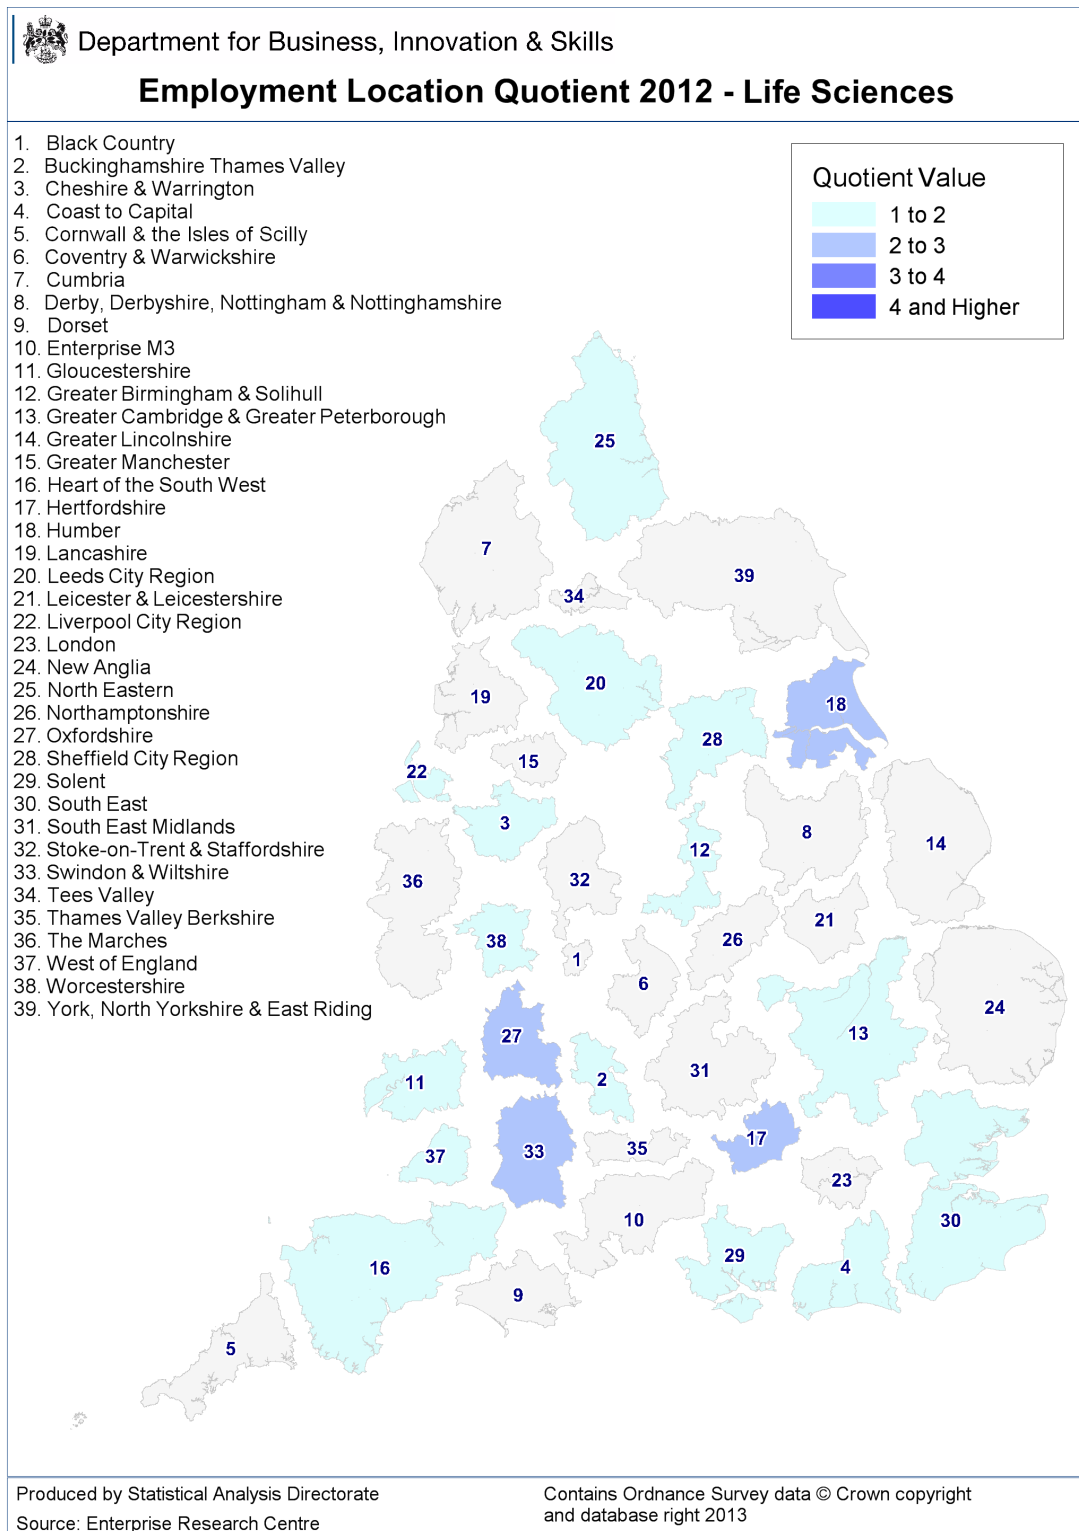 Department for Business, Innovation & Skills
Employment Location Quotient 2012 - Life Sciences
1. Black Country
2. Buckinghamshire Thames Valley
3. Cheshire & Warrington
4. Coast to Capital
5. Cornwall & the Isles of Scilly
6. Coventry & Warwickshire
7. Cumbria
8. Derby, Derbyshire, Nottingham & Nottinghamshire
9. Dorset
10. Enterprise M3
11. Gloucestershire
12. Greater Birmingham & Solihull
13. Greater Cambridge & Greater Peterborough
14. Greater Lincolnshire
15. Greater Manchester
16. Heart of the South West
17. Hertfordshire
18. Humber
19. Lancashire
20. Leeds City Region
21. Leicester & Leicestershire
22. Liverpool City Region
23. London
24. New Anglia
25. North Eastern
26. Northamptonshire
27. Oxfordshire
28. Sheffield City Region
29. Solent
30. South East
31. South East Midlands
32. Stoke-on-Trent & Staffordshire
33. Swindon & Wiltshire
34. Tees Valley
35. Thames Valley Berkshire
36. The Marches
37. West of England
38. Worcestershire
39. York, North Yorkshire & East Riding
Quotient Value
1 to 2
2 to 3
3 to 4
4 and Higher
25
7
39
34
20
19
18
28
15
22
3
8
12
14
36
32
21
26
38
1
6
24
13
27
31
11
2
17
33
35
37
23
10
30
29
4
16
9
5
Produced by Statistical Analysis Directorate
Source: Enterprise Research Centre
Contains Ordnance Survey data © Crown copyright
and database right 2013